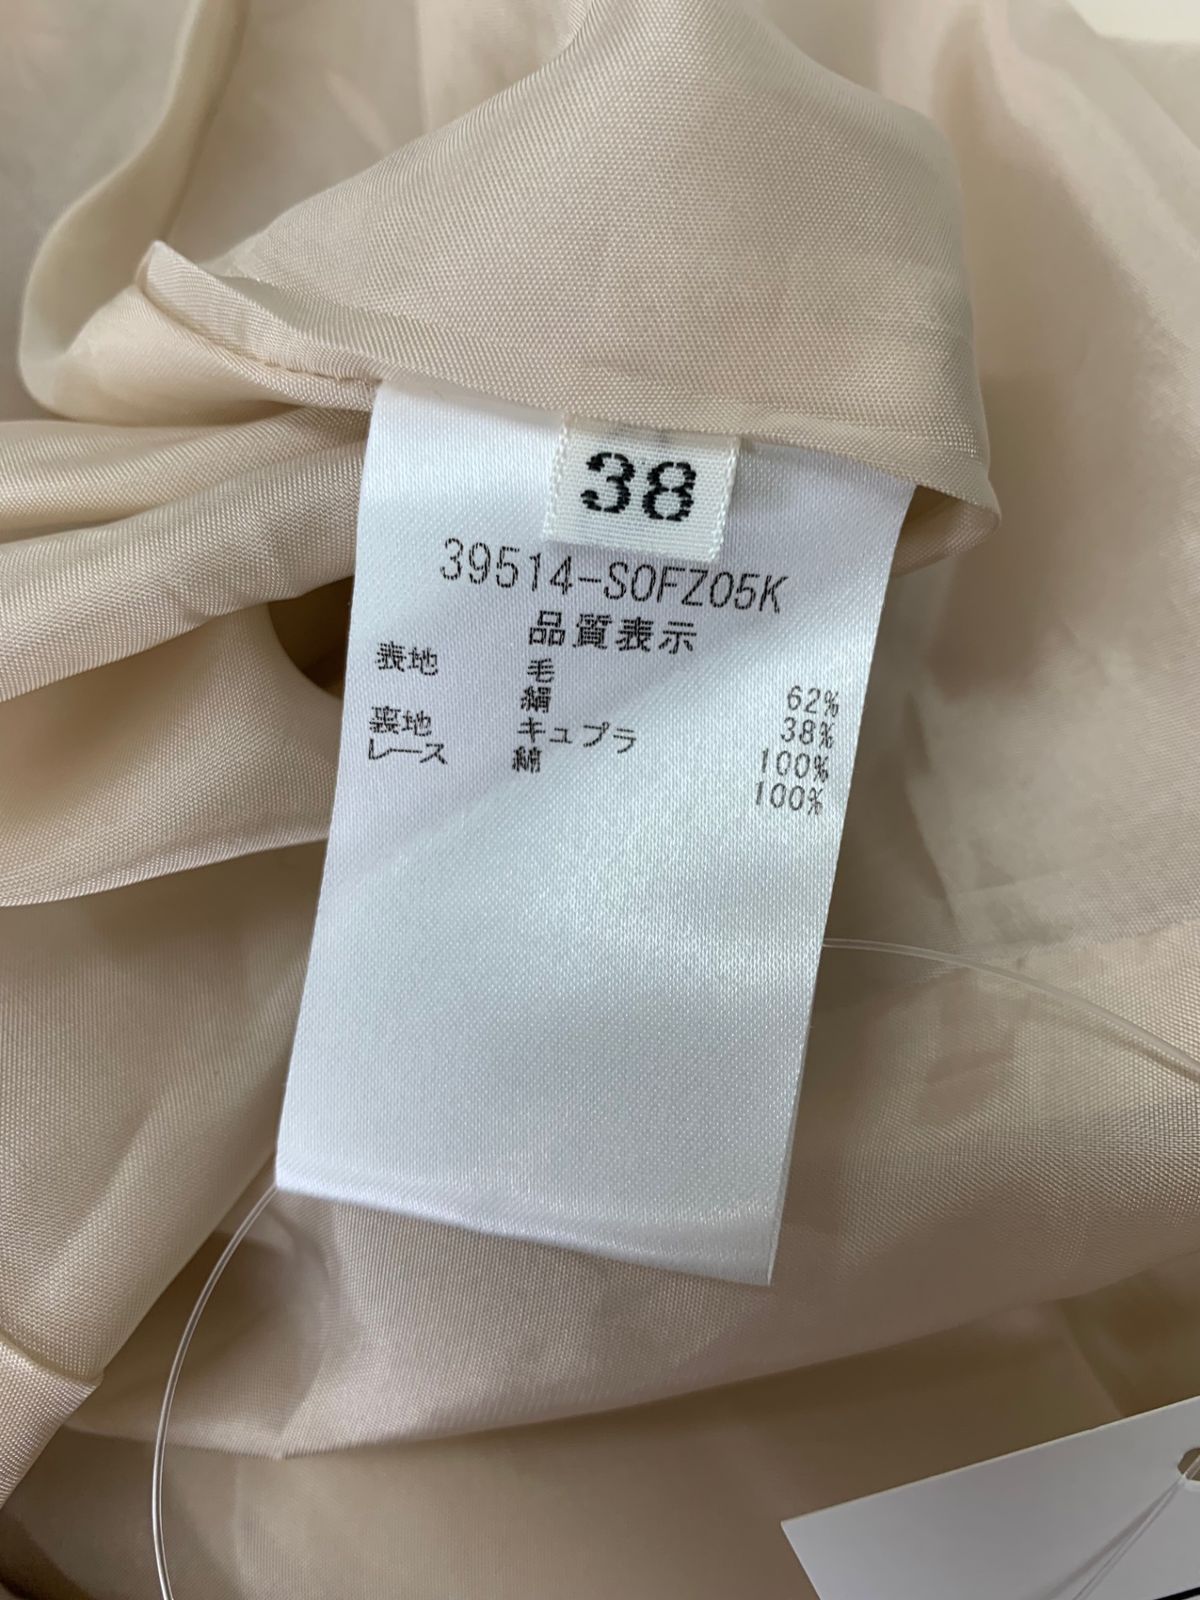 38
39514-S0FZ05K
品質表示
表地 毛 62%
絹 38%
裏地 キュプラ 100%
レース 綿 100%